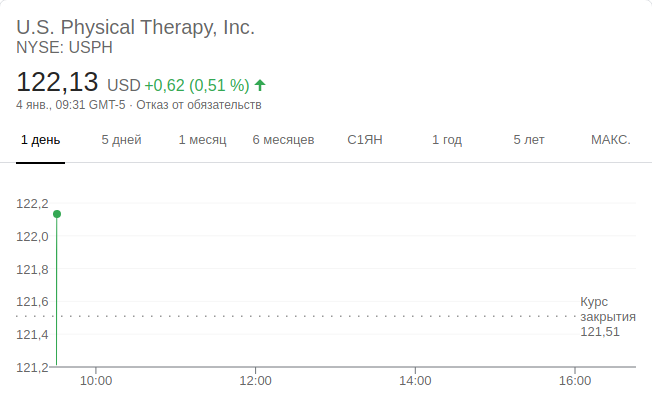 U.S. Physical Therapy, Inc.
NYSE: USPH
122,13 USD +0,62 (0,51 %)
4 янв., 09:31 GMT-5 · Отказ от обязательств
1 день 5 дней 1 месяц 6 месяцев С1ЯН 1 год 5 лет МАКС.
122,2
122,0
121,8
121,6
Курс
закрытия
121,51
121,4
121,2
10:00 12:00 14:00 16:00